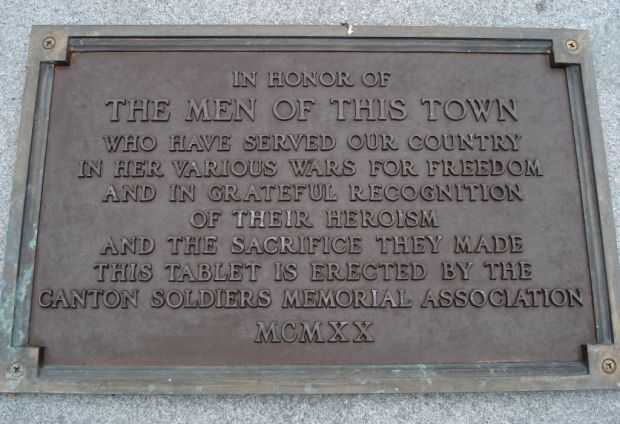 IN HONOR OF
THE MEN OF THIS TOWN
WHO HAVE SERVED OUR COUNTRY
IN HER VARIOUS WARS FOR FREEDOM
AND IN GRATEFUL RECOGNITION
OF THEIR HEROISM
AND THE SACRIFICE THEY MADE
THIS TABLET IS ERECTED BY THE
CANTON SOLDIERS MEMORIAL ASSOCIATION
MCMXX